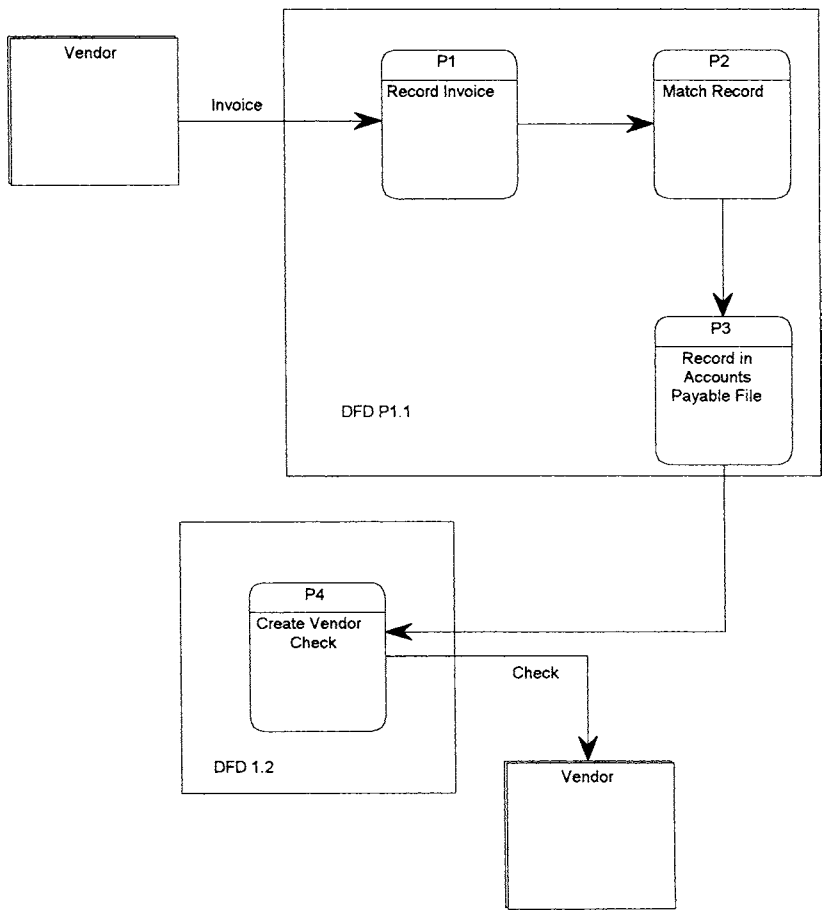 Vendor
Invoice
P1
Record Invoice
P2
Match Record
P3
Record in
Accounts
Payable File
DFD P1.1
P4
Create Vendor
Check
DFD 1.2
Check
Vendor